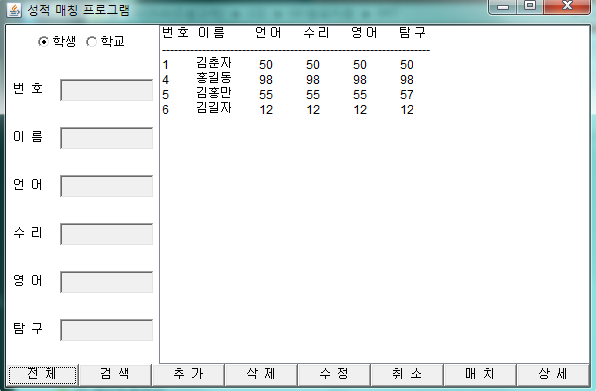 성적 매칭 프로그램
학생 학교
번 호
이 름
언 어
수 리
영 어
탐 구
번 호 이 름 언 어 수 리 영 어 탐 구
1 김춘자 50 50 50 50
4 홍길동 98 98 98 98
5 김홍만 55 55 55 57
6 김길자 12 12 12 12
전 체 검 색 추 가 삭 제 수 정 취 소 매 치 상 세